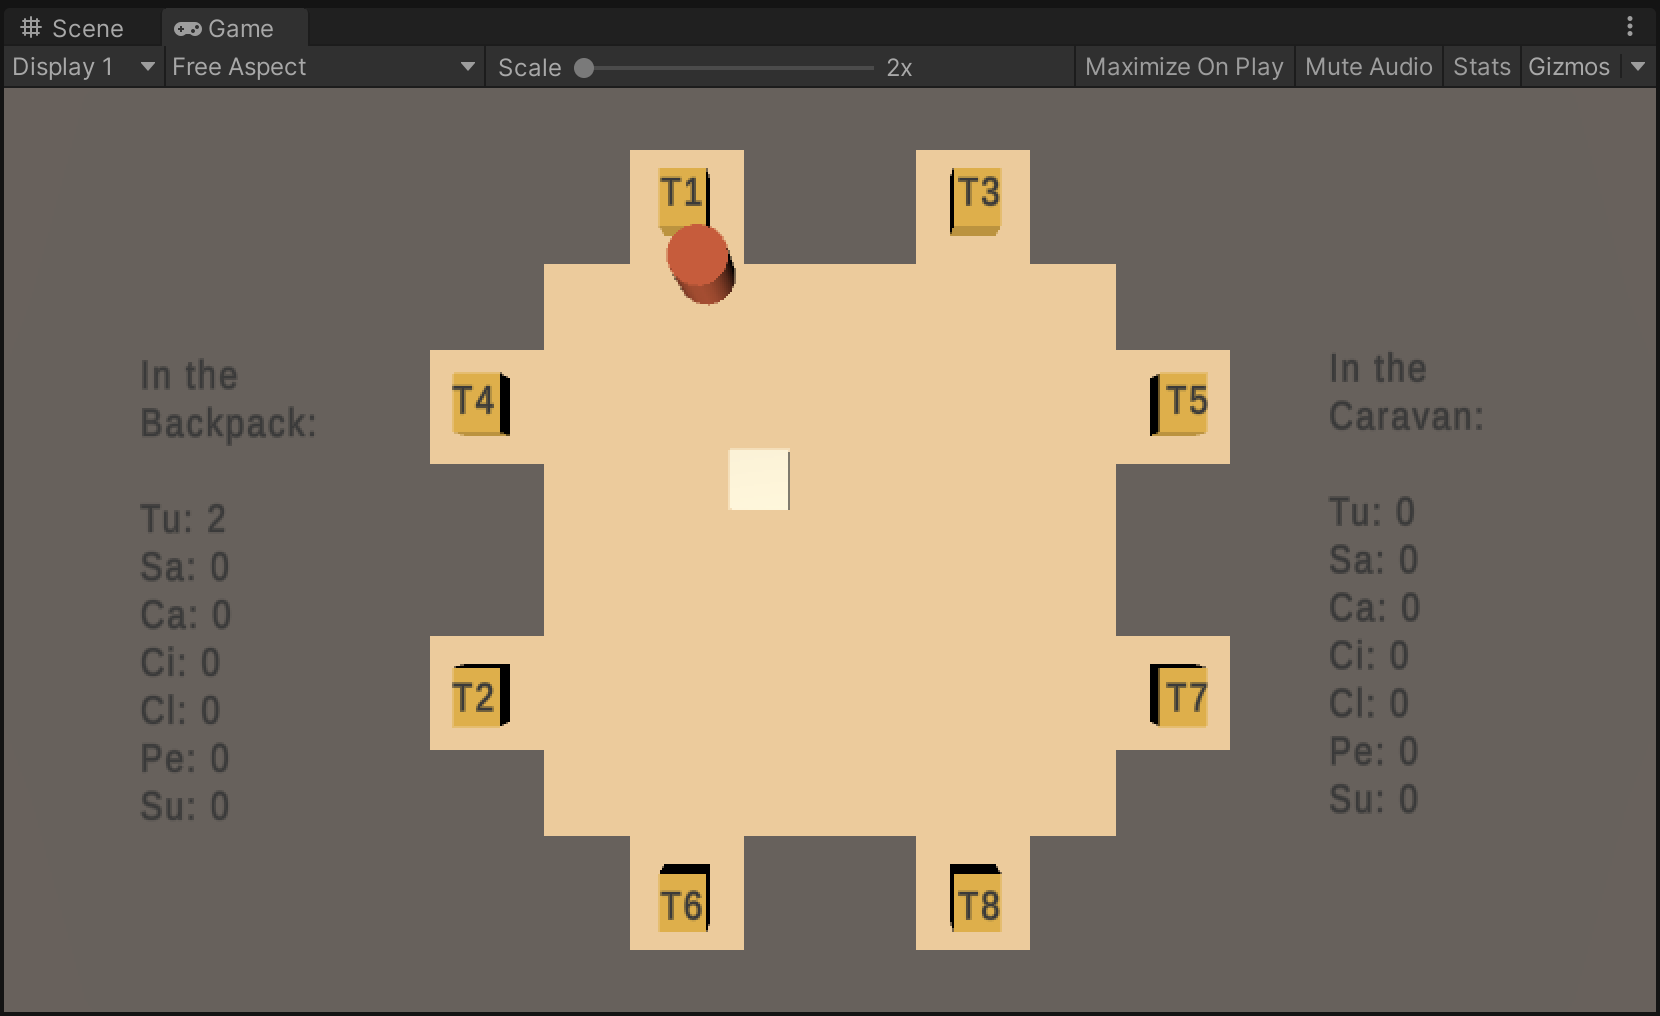 Scene
Game
Display 1
Free Aspect
Scale
2x
Maximize On Play
Mute Audio
Stats
Gizmos
T1
T3
T4
T5
T2
T7
T6
T8
In the
Backpack:
Tu: 2
Sa: 0
Ca: 0
Ci: 0
Cl: 0
Pe: 0
Su: 0
In the
Caravan:
Tu: 0
Sa: 0
Ca: 0
Ci: 0
Cl: 0
Pe: 0
Su: 0